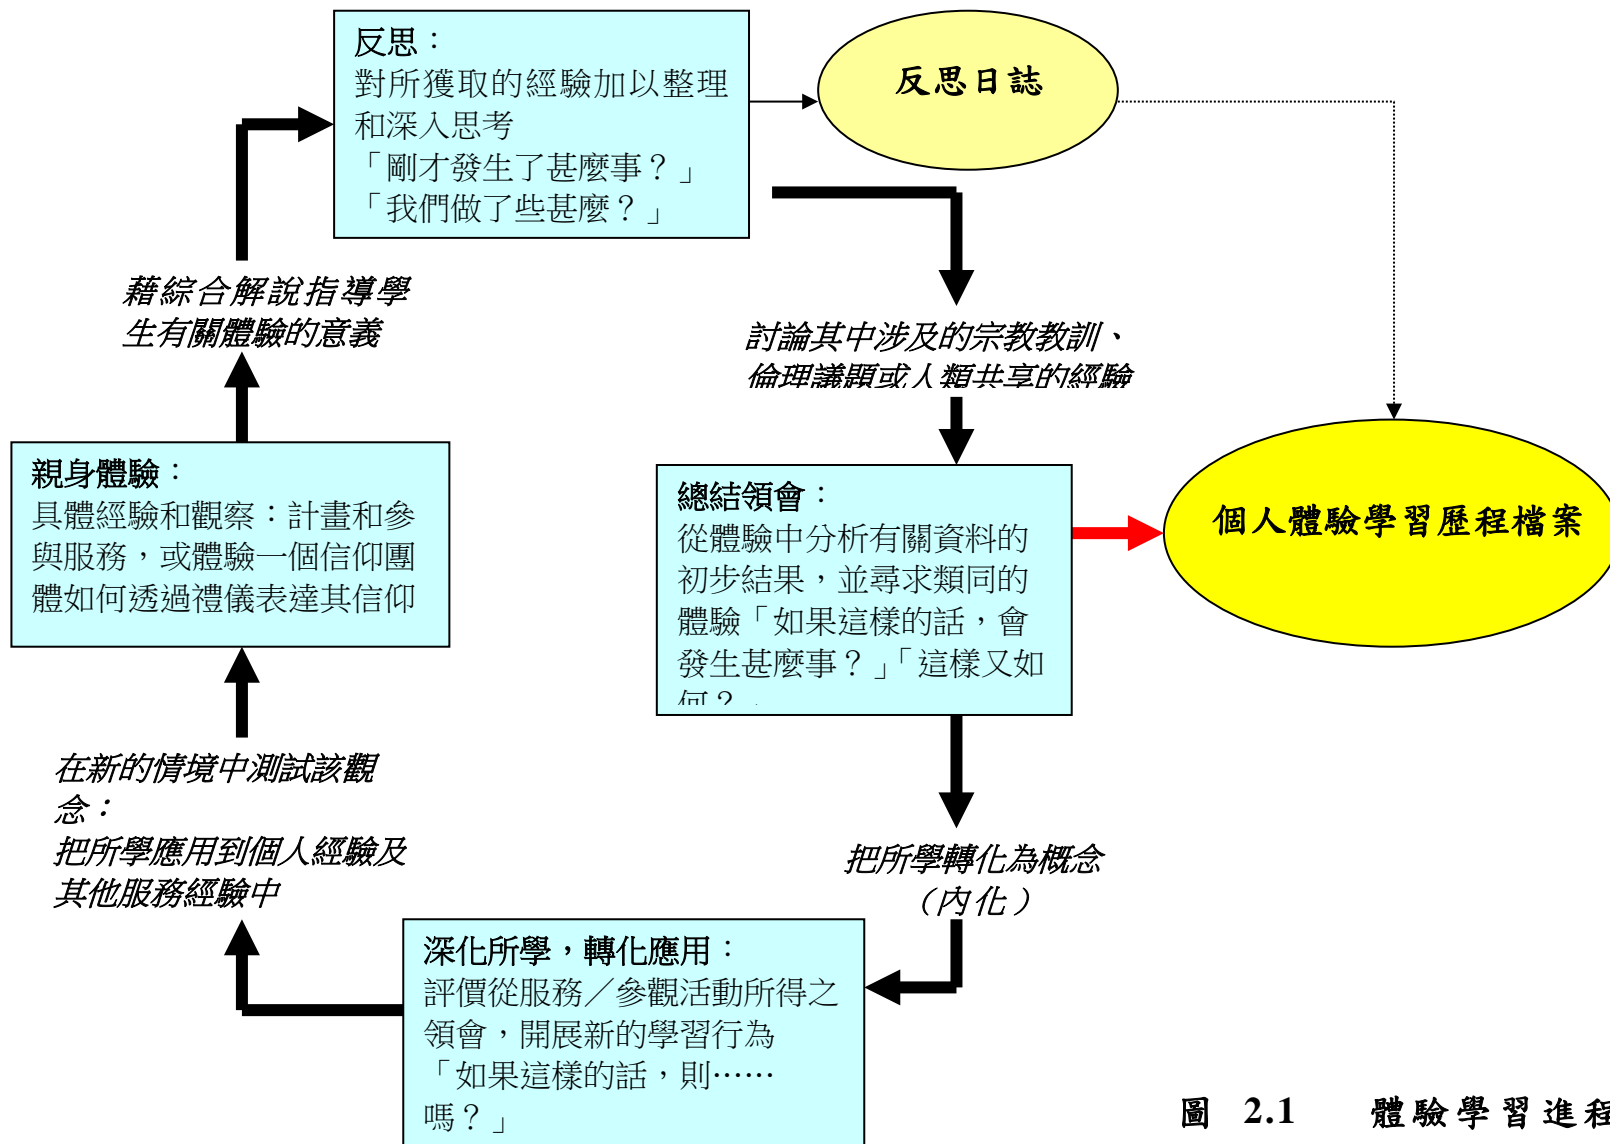 反思：
對所獲取的經驗加以整理
和深入思考
「剛才發生了甚麼事？」
「我們做了些甚麼？」
反思日誌
藉綜合解說指導學
生有關體驗的意義
討論其中涉及的宗教教訓、
倫理議題或人類共享的經驗
親身體驗：
具體經驗和觀察：計畫和參
與服務，或體驗一個信仰團
體如何透過禮儀表達其信仰
總結領會：
從體驗中分析有關資料的
初步結果，並尋求類同的
體驗「如果這樣的話，會
發生甚麼事？」「這樣又如
何？」
個人體驗學習歷程檔案
在新的情境中測試該觀
念：
把所學應用到個人經驗及
其他服務經驗中
把所學轉化為概念
（內化）
深化所學，轉化應用：
評價從服務／參觀活動所得之
領會，開展新的學習行為
「如果這樣的話，則……
嗎？」
圖 2.1 體驗學習進程